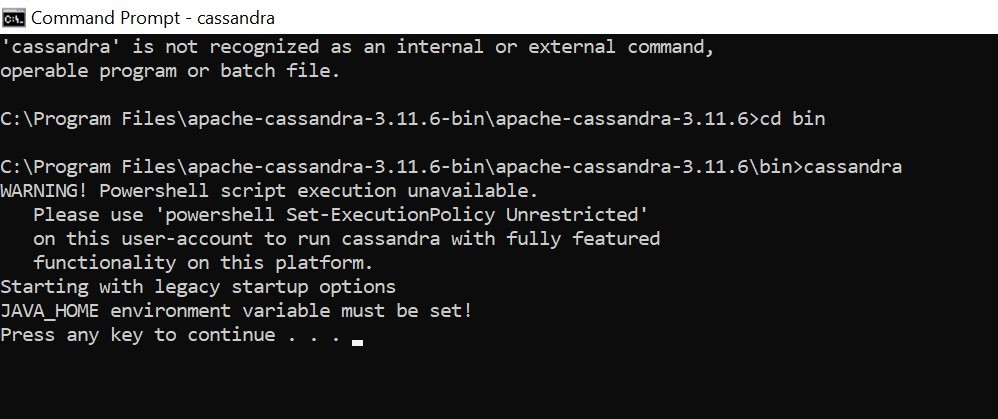 Command Prompt - cassandra
'cassandra' is not recognized as an internal or external command,
operable program or batch file.
C:\Program Files\apache-cassandra-3.11.6-bin\apache-cassandra-3.11.6>cd bin
C:\Program Files\apache-cassandra-3.11.6-bin\apache-cassandra-3.11.6\bin>cassandra
WARNING! Powershell script execution unavailable.
   Please use 'powershell Set-ExecutionPolicy Unrestricted'
   on this user-account to run cassandra with fully featured
   functionality on this platform.
Starting with legacy startup options
JAVA_HOME environment variable must be set!
Press any key to continue . . .